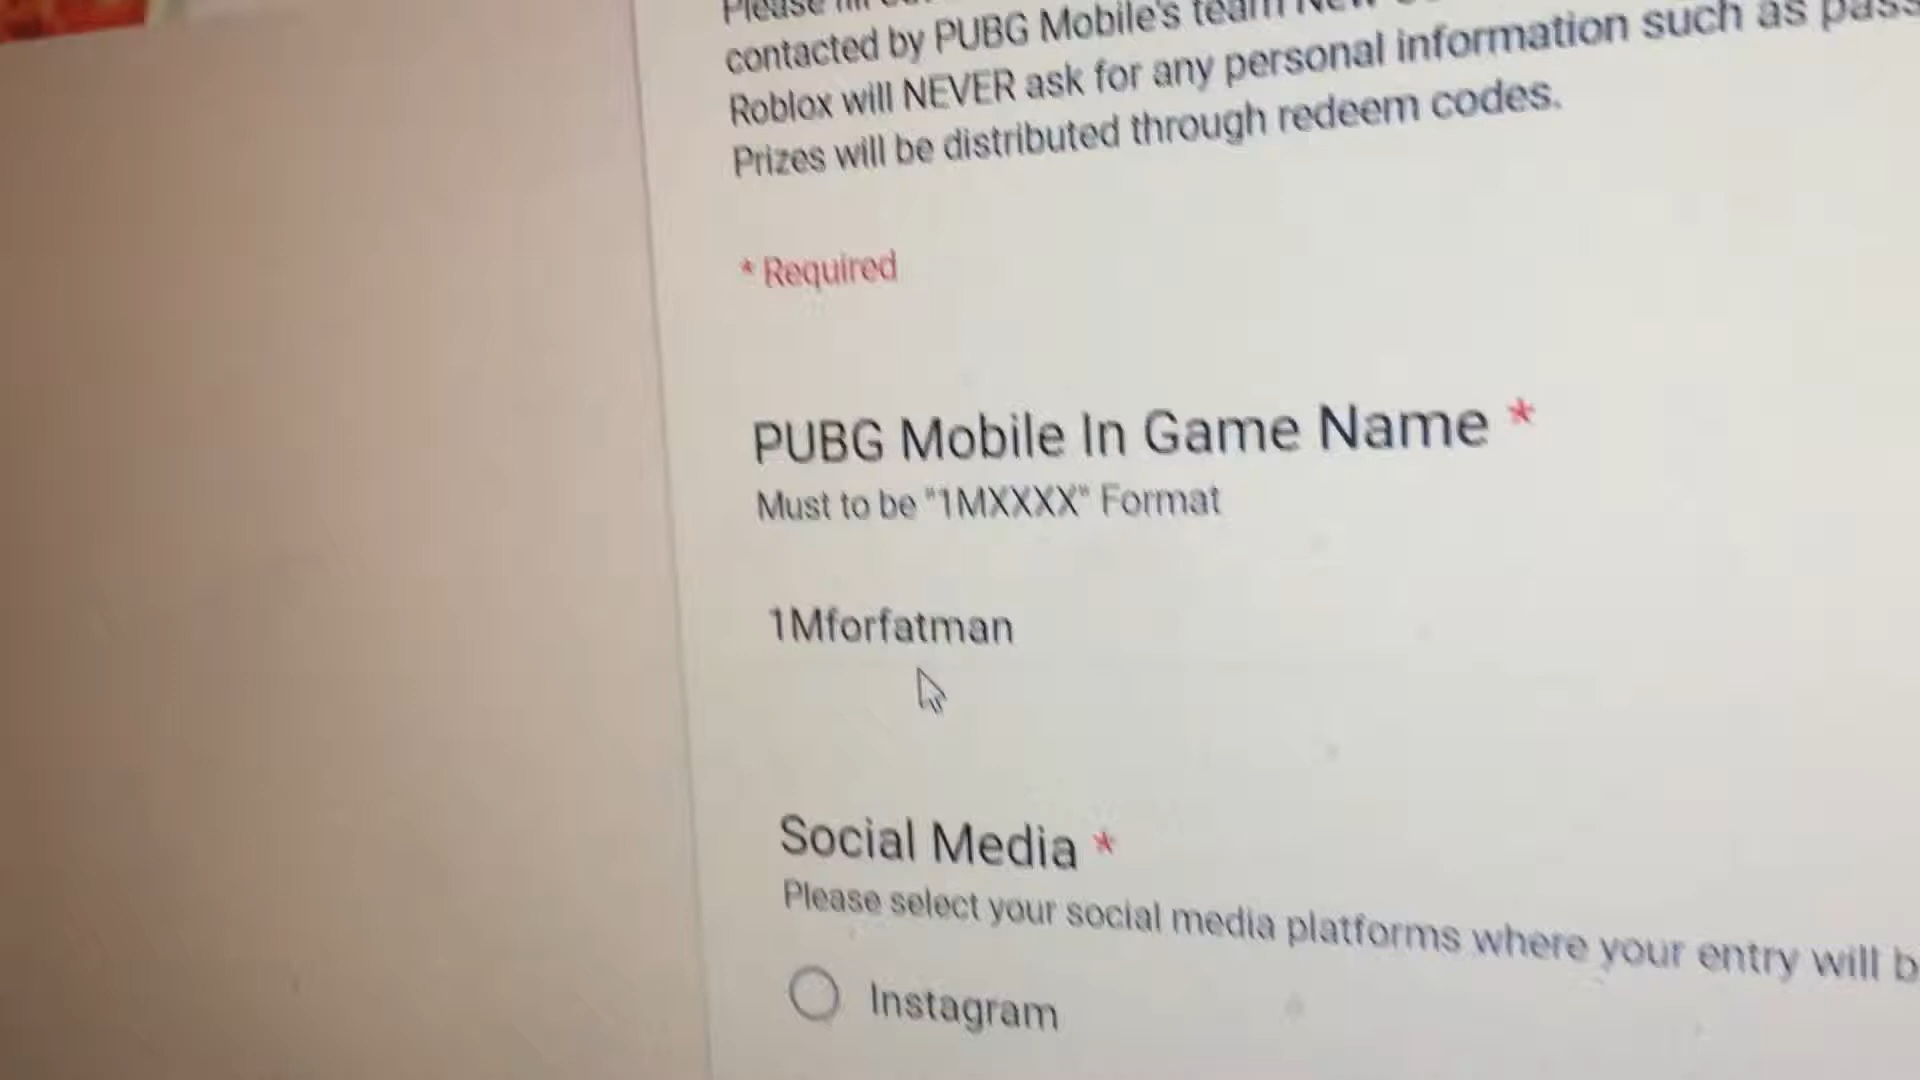 Please fill
contacted by PUBG Mobile's team
Roblox will NEVER ask for any personal information such as
Prizes will be distributed through redeem codes.
* Required
PUBG Mobile In Game Name *
Must to be "1MXXXX" Format
1Mforfatman
Social Media *
Please select your social media platforms where your entry will
Instagram